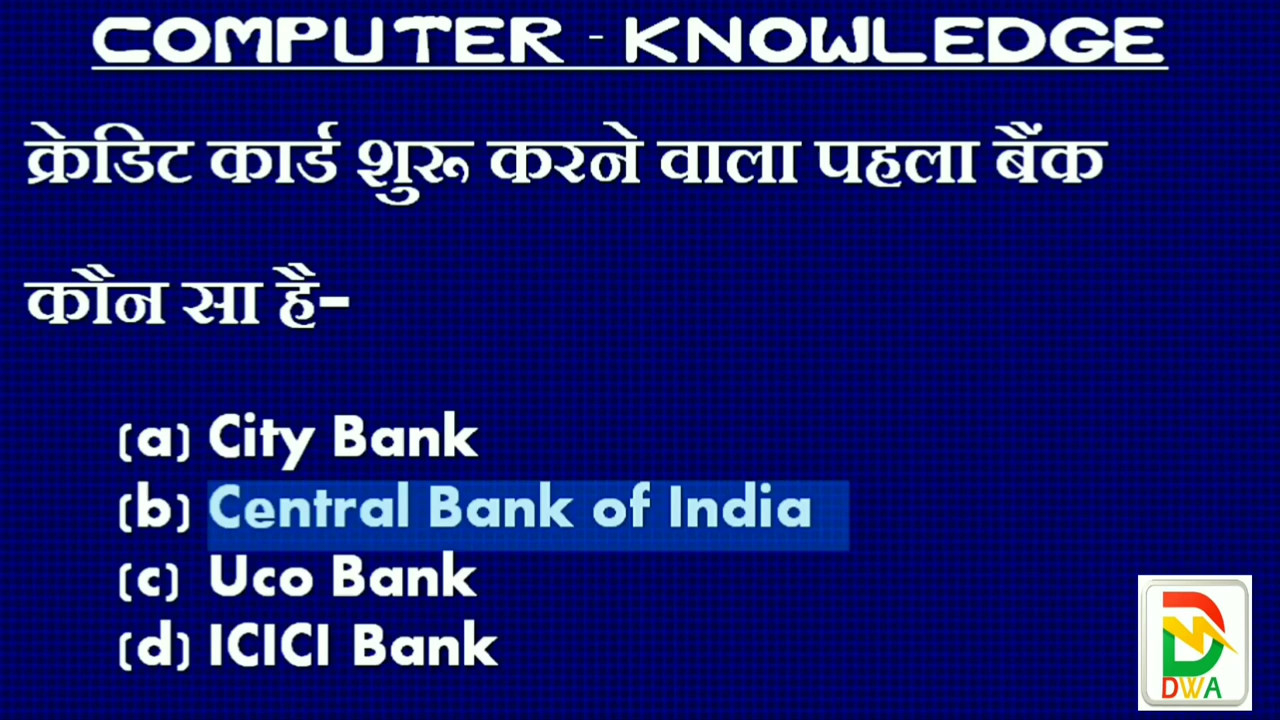 COMPUTER - KNOWLEDGE
क्रेडिट कार्ड शुरू करने वाला पहला बैंक
कौन सा है-
(a) City Bank
(b) Central Bank of India
(c) Uco Bank
(d) ICICI Bank
DWA